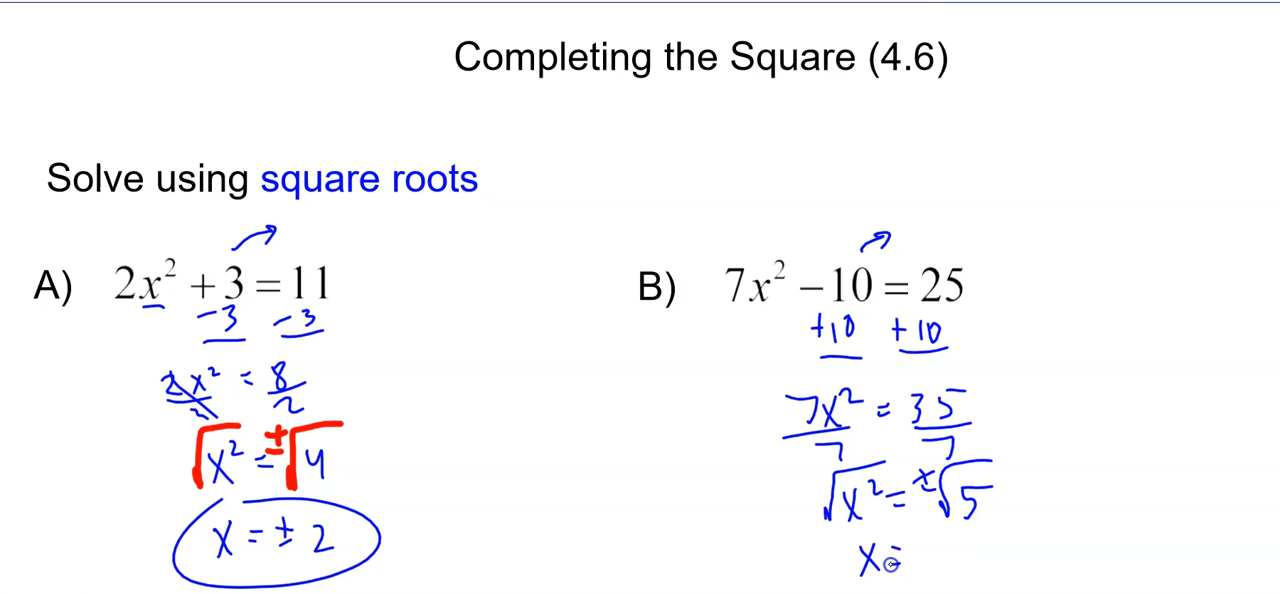 Completing the Square (4.6)
Solve using square roots
A) 2x² + 3 = 11
−3 −3
2x² = 8
2 2
√x² = ±√4
x = ± 2
B) 7x² − 10 = 25
+10 +10
7x² = 35
7 7
√x² = ±√5
x =